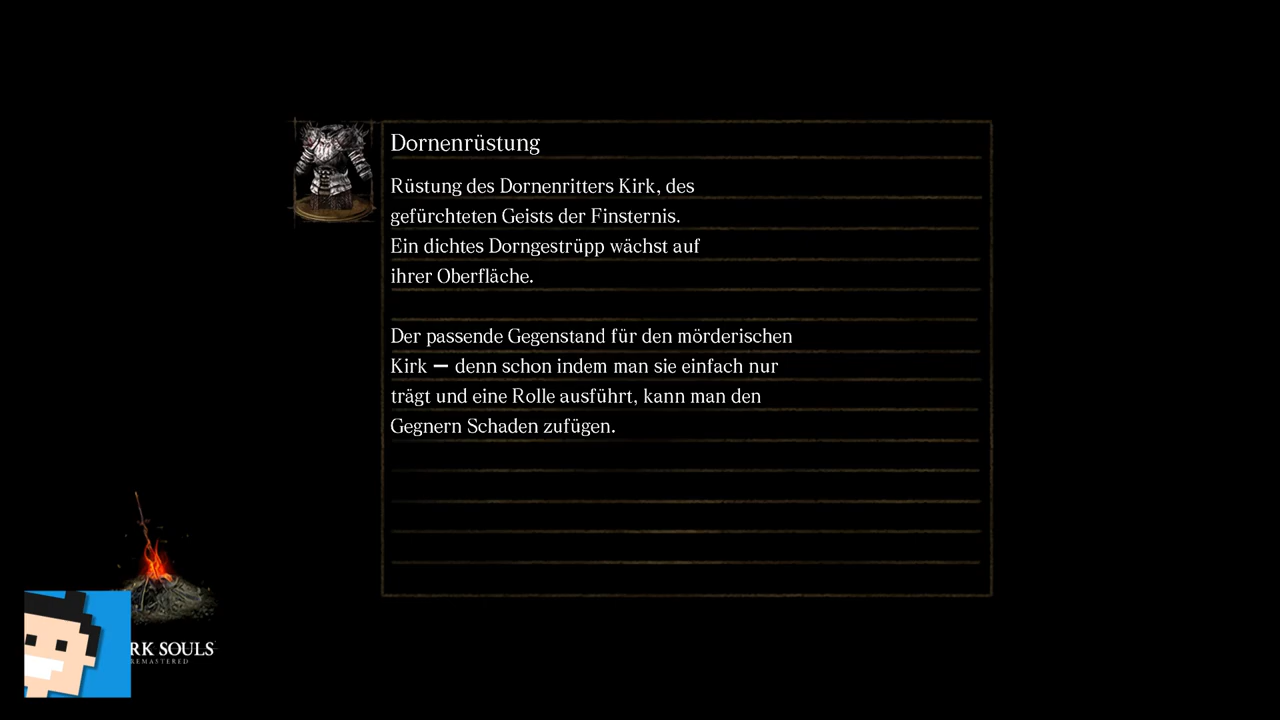 Dornenrüstung
Rüstung des Dornenritters Kirk, des
gefürchteten Geists der Finsternis.
Ein dichtes Dorngestrüpp wächst auf
ihrer Oberfläche.
Der passende Gegenstand für den mörderischen
Kirk — denn schon indem man sie einfach nur
trägt und eine Rolle ausführt, kann man den
Gegnern Schaden zufügen.
RK SOULS
REMASTERED